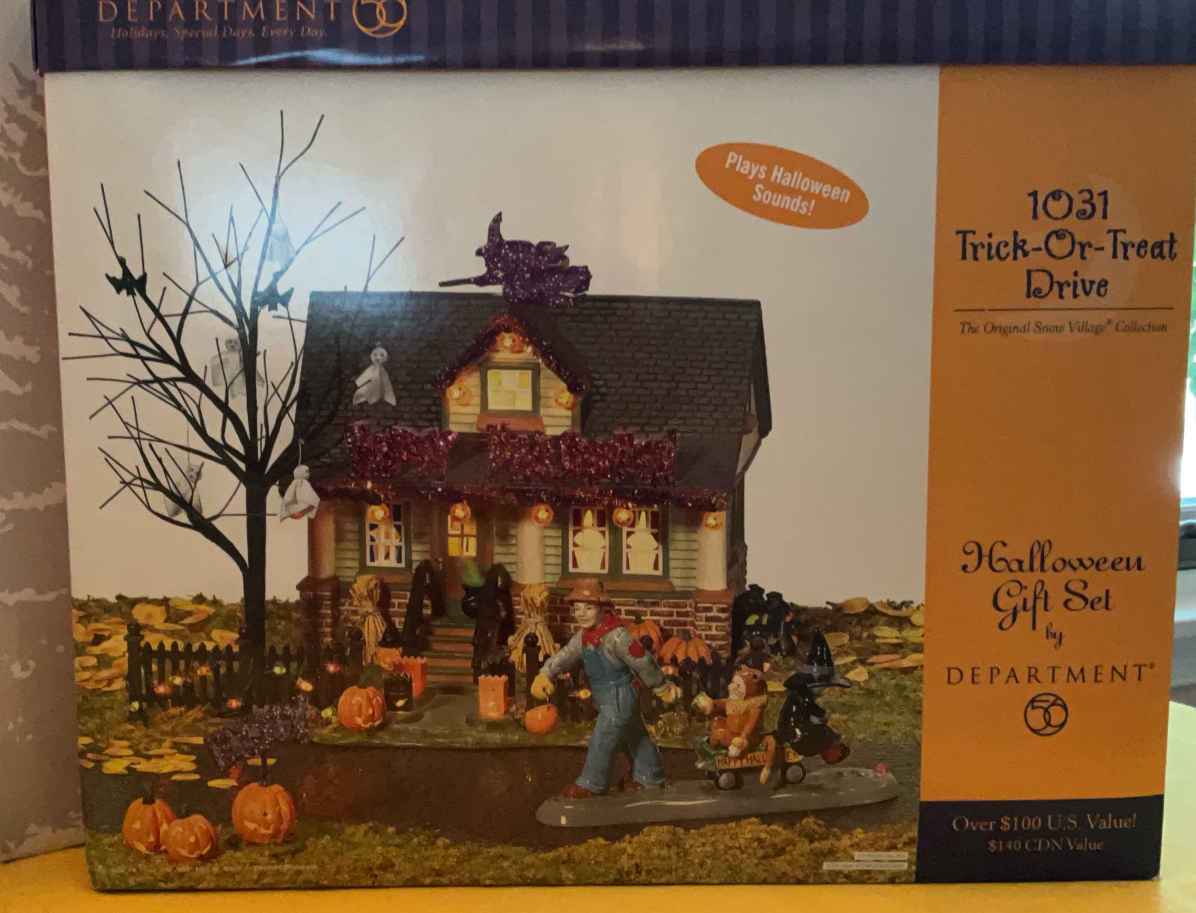 DEPARTMENT 56
Holidays, Special Days, Every Day.
Plays Halloween
Sounds!
1031
Trick-Or-Treat
Drive
The Original Snow Village® Collection
Halloween
Gift Set
by
DEPARTMENT®
56
Over $100 U.S. Value!
$140 CDN Value